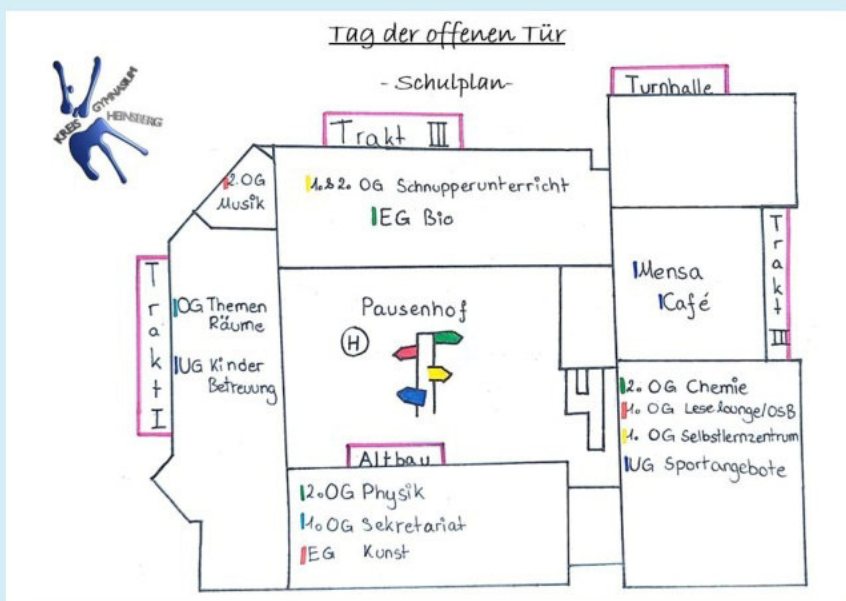 Tag der offenen Tür
- Schulplan-
KREIS
GYMNASIUM
HEINSBERG
Turnhalle
Trakt III
2.OG
Musik
1.&2. OG Schnupperunterricht
EG Bio
Trakt I
OG Themen
Räume
UG Kinder
Betreuung
Pausenhof
H
Mensa
Café
Trakt III
2. OG Chemie
1. OG Leselounge/OSB
1. OG Selbstlernzentrum
UG Sportangebote
Altbau
2.OG Physik
1.OG Sekretariat
EG Kunst